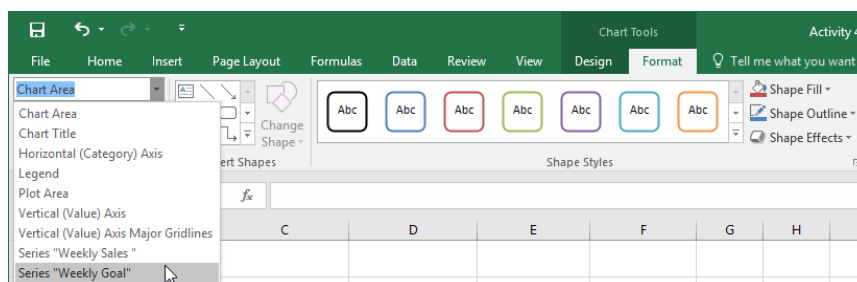 Chart Tools
Activity 4
File Home Insert Page Layout Formulas Data Review View Design Format Tell me what you want
Chart Area
Chart Area
Chart Title
Horizontal (Category) Axis
Legend
Plot Area
Vertical (Value) Axis
Vertical (Value) Axis Major Gridlines
Series "Weekly Sales "
Series "Weekly Goal"
A
Change
Shape
ert Shapes
Abc Abc Abc Abc Abc Abc Abc
Shape Styles
Shape Fill
Shape Outline
Shape Effects
fx
C D E F G H